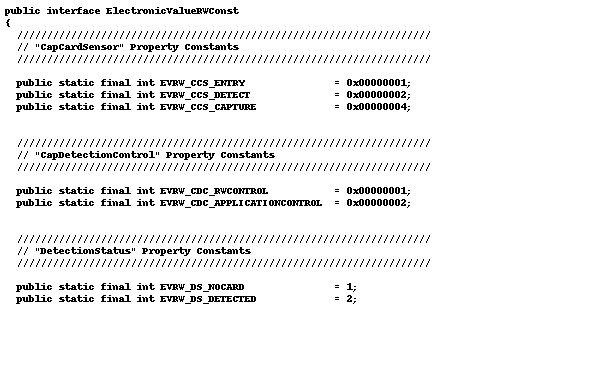 public interface ElectronicValueRWConst
{
/////////////////////////////////////////////////////////////////////
// "CapCardSensor" Property Constants
/////////////////////////////////////////////////////////////////////
public static final int EVRW_CCS_ENTRY = 0x00000001;
public static final int EVRW_CCS_DETECT = 0x00000002;
public static final int EVRW_CCS_CAPTURE = 0x00000004;
/////////////////////////////////////////////////////////////////////
// "CapDetectionControl" Property Constants
/////////////////////////////////////////////////////////////////////
public static final int EVRW_CDC_RWCONTROL = 0x00000001;
public static final int EVRW_CDC_APPLICATIONCONTROL = 0x00000002;
/////////////////////////////////////////////////////////////////////
// "DetectionStatus" Property Constants
/////////////////////////////////////////////////////////////////////
public static final int EVRW_DS_NOCARD = 1;
public static final int EVRW_DS_DETECTED = 2;